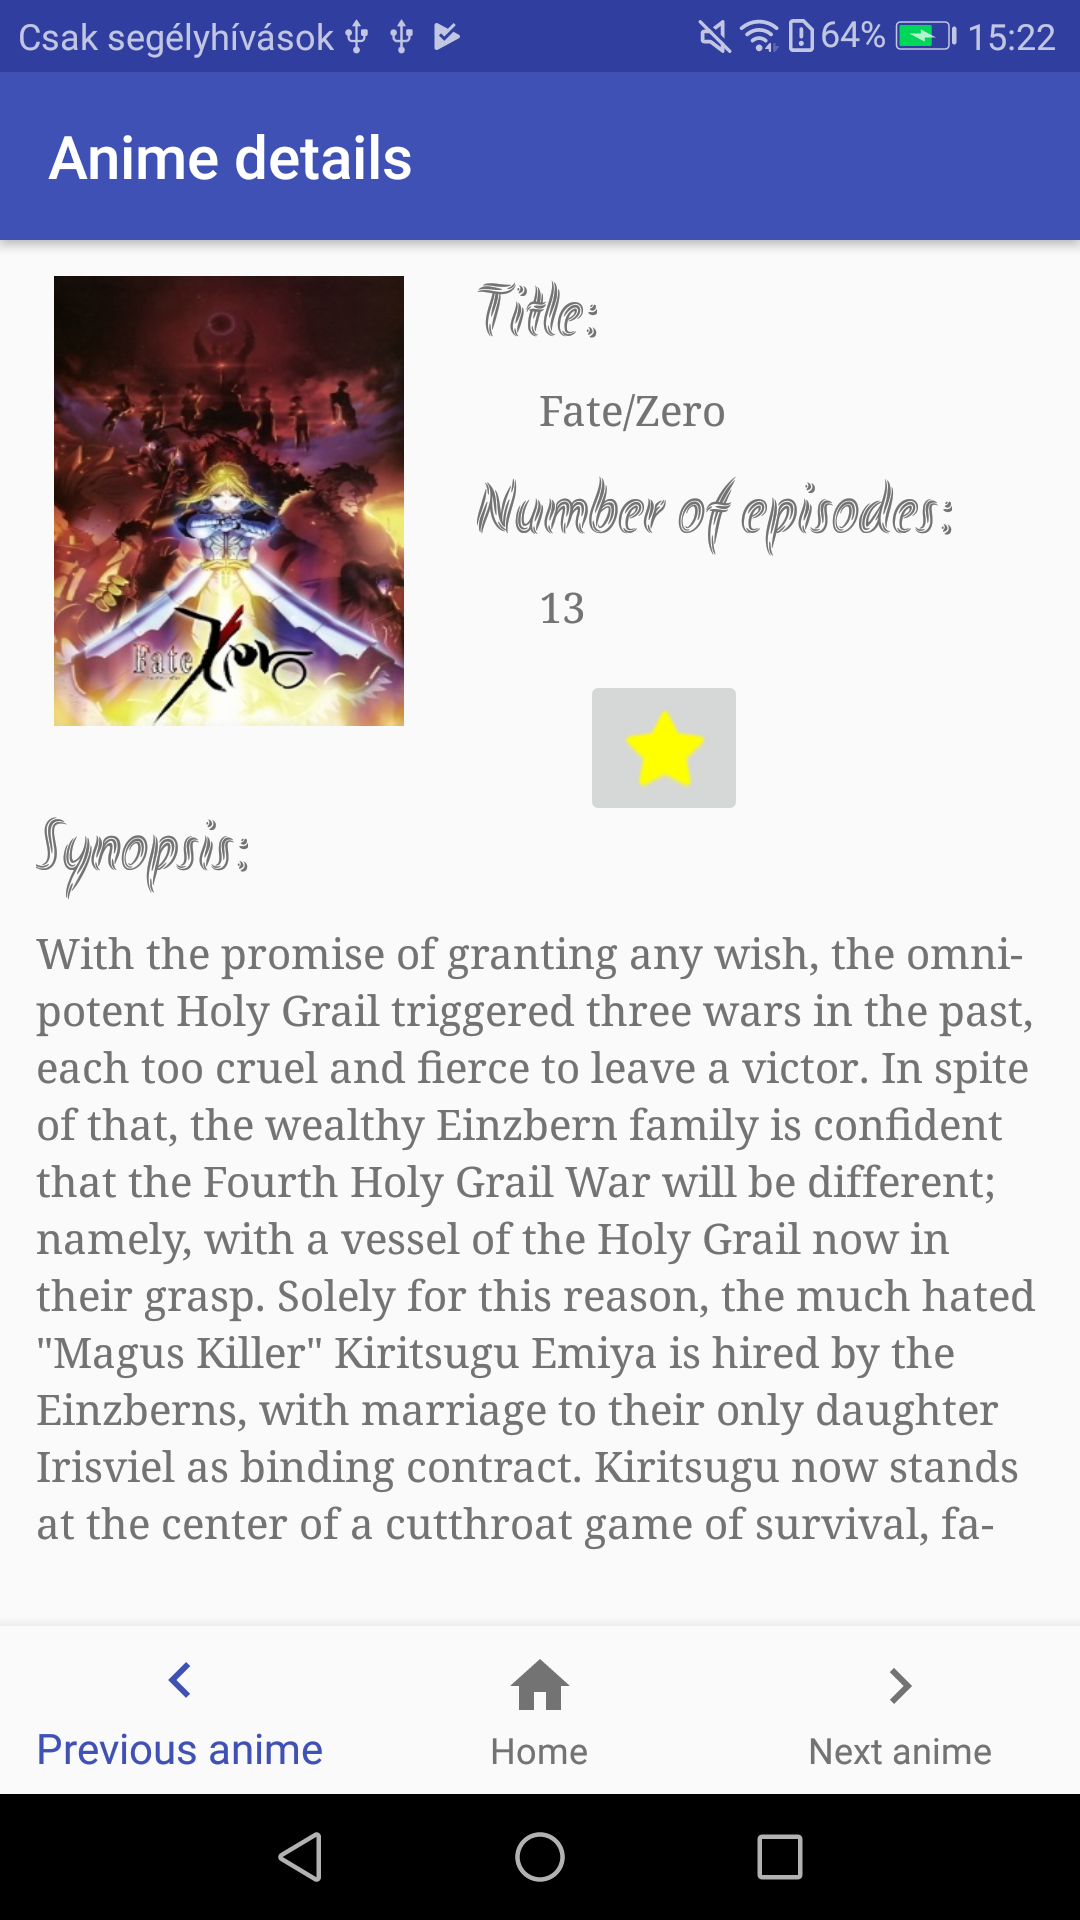 Csak segélyhívások 64% 15:22
Anime details
Title:
Fate/Zero
Number of episodes:
13
Fate
Zero
Synopsis:
With the promise of granting any wish, the omni-
potent Holy Grail triggered three wars in the past,
each too cruel and fierce to leave a victor. In spite
of that, the wealthy Einzbern family is confident
that the Fourth Holy Grail War will be different;
namely, with a vessel of the Holy Grail now in
their grasp. Solely for this reason, the much hated
"Magus Killer" Kiritsugu Emiya is hired by the
Einzberns, with marriage to their only daughter
Irisviel as binding contract. Kiritsugu now stands
at the center of a cutthroat game of survival, fa-
Previous anime
Home
Next anime